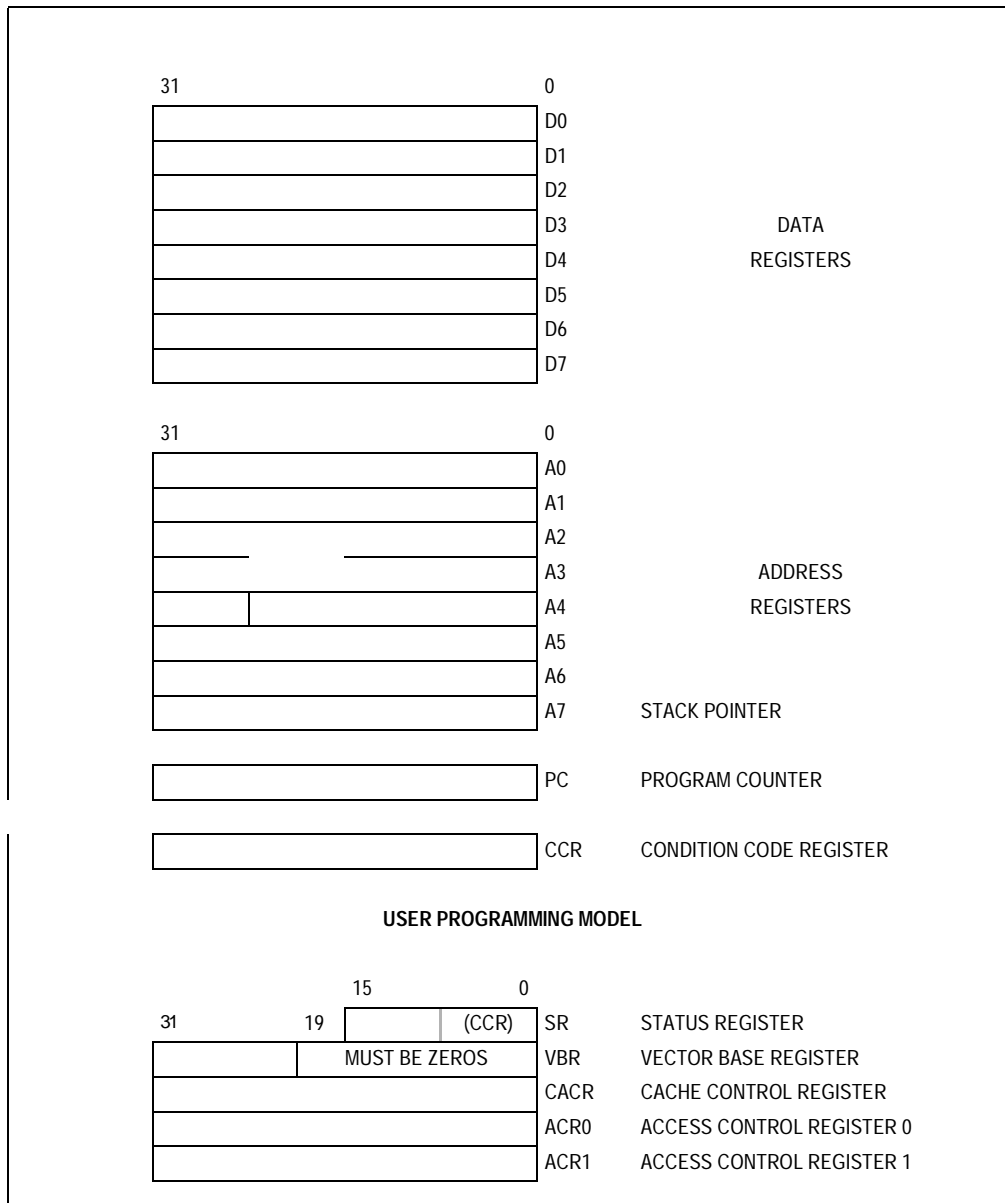 31 0
D0
D1
D2
D3 DATA
D4 REGISTERS
D5
D6
D7
31 0
A0
A1
A2
A3 ADDRESS
A4 REGISTERS
A5
A6
A7 STACK POINTER
PC PROGRAM COUNTER
CCR CONDITION CODE REGISTER
USER PROGRAMMING MODEL
15 0
31 19 (CCR) SR STATUS REGISTER
MUST BE ZEROS VBR VECTOR BASE REGISTER
CACR CACHE CONTROL REGISTER
ACR0 ACCESS CONTROL REGISTER 0
ACR1 ACCESS CONTROL REGISTER 1